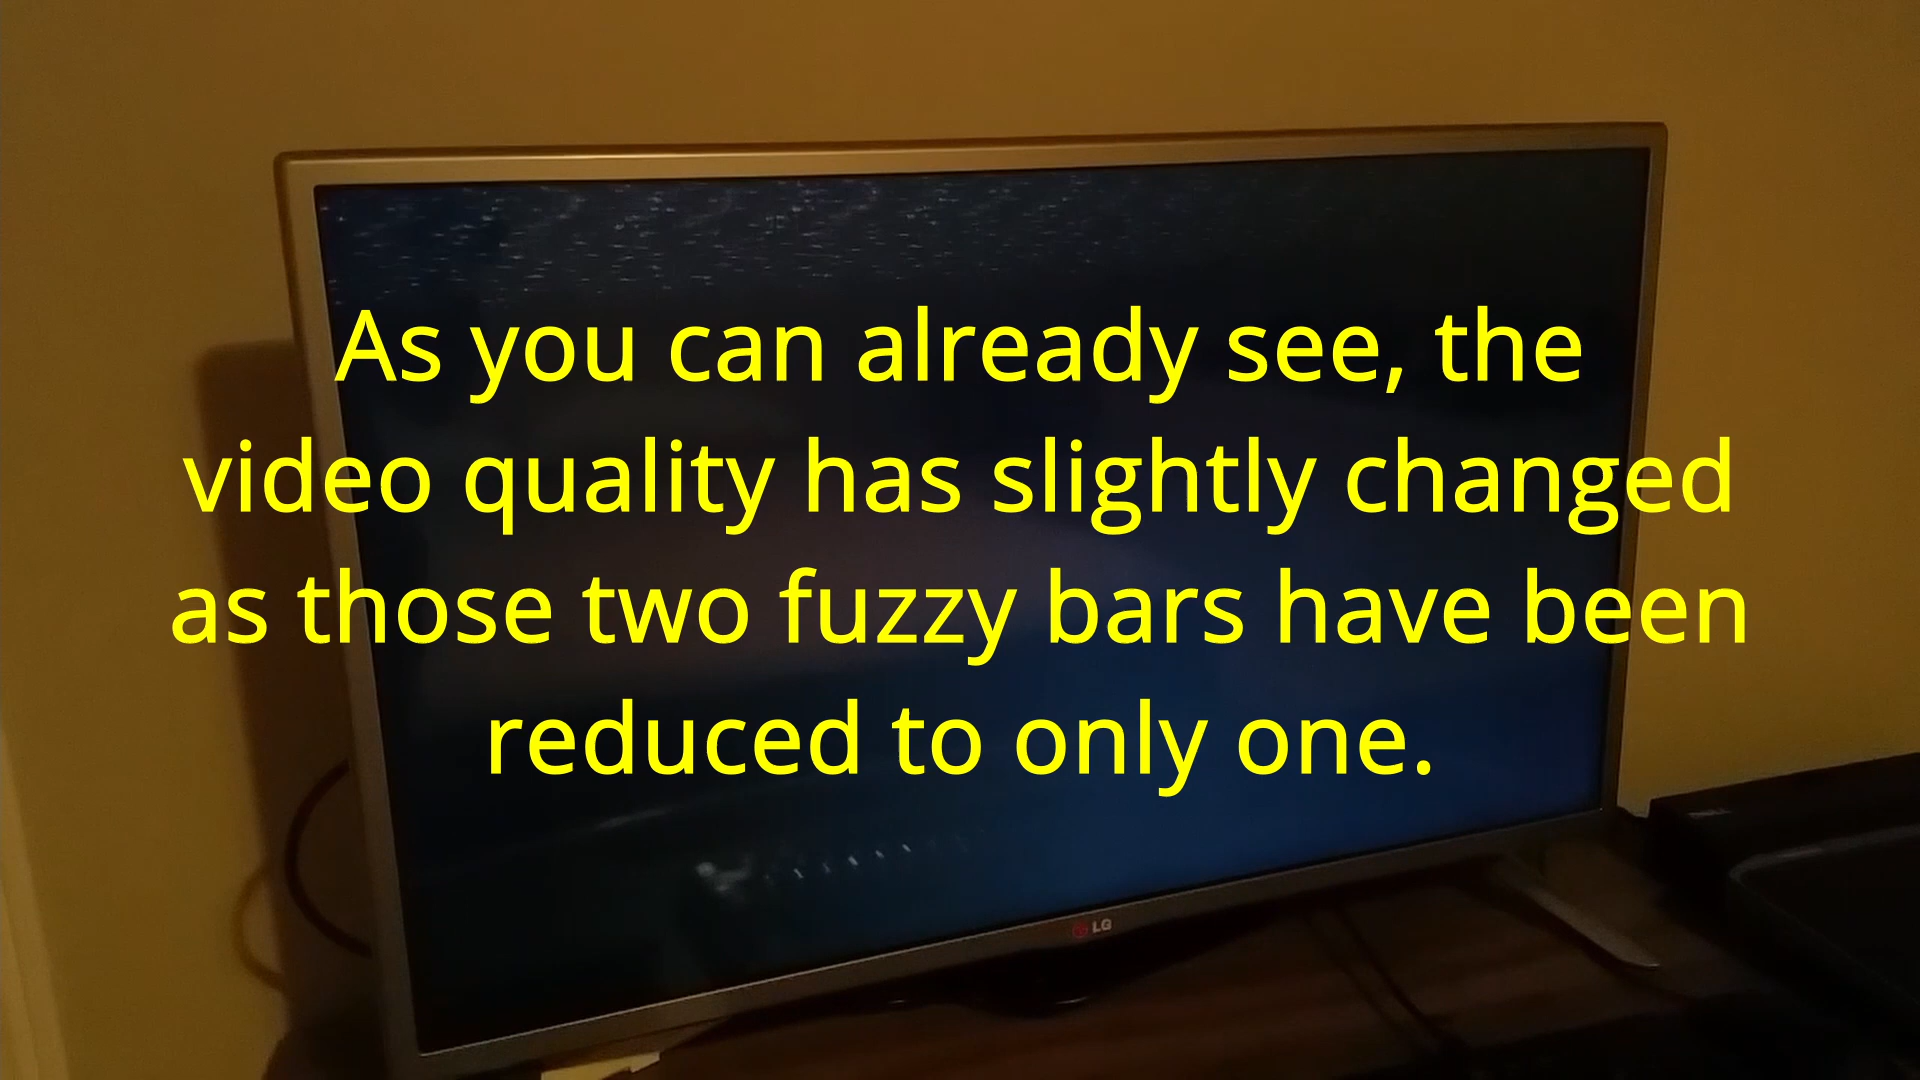 As you can already see, the
video quality has slightly changed
as those two fuzzy bars have been
reduced to only one.
LG